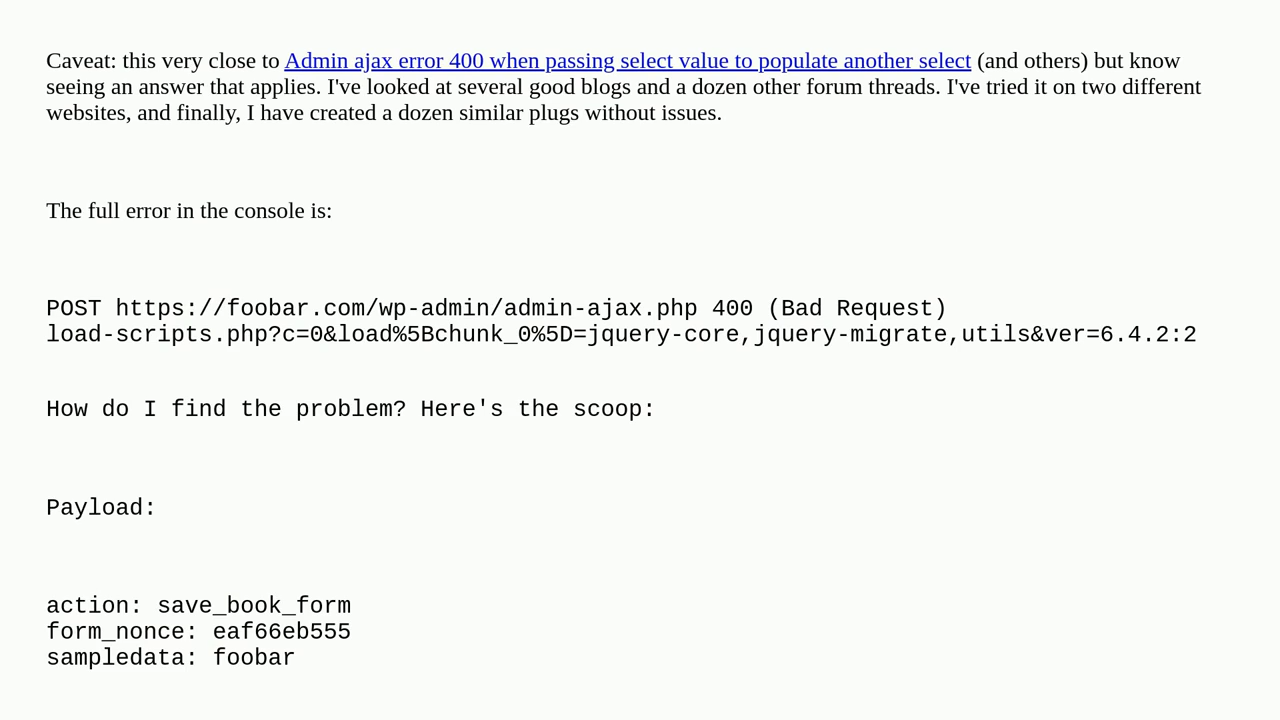 Caveat: this very close to Admin ajax error 400 when passing select value to populate another select (and others) but know
seeing an answer that applies. I've looked at several good blogs and a dozen other forum threads. I've tried it on two different
websites, and finally, I have created a dozen similar plugs without issues.
The full error in the console is:
POST https://foobar.com/wp-admin/admin-ajax.php 400 (Bad Request)
load-scripts.php?c=0&load%5Bchunk_0%5D=jquery-core,jquery-migrate,utils&ver=6.4.2:2
How do I find the problem? Here's the scoop:
Payload:
action: save_book_form
form_nonce: eaf66eb555
sampledata: foobar